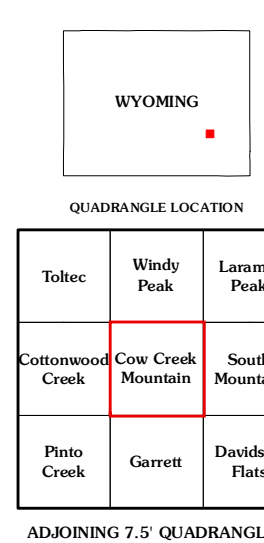 WYOMING
QUADRANGLE LOCATION
Toltec
Windy
Peak
Laram
Peak
Cottonwood
Creek
Cow Creek
Mountain
South
Mounta
Pinto
Creek
Garrett
Davids
Flats
ADJOINING 7.5' QUADRANGL